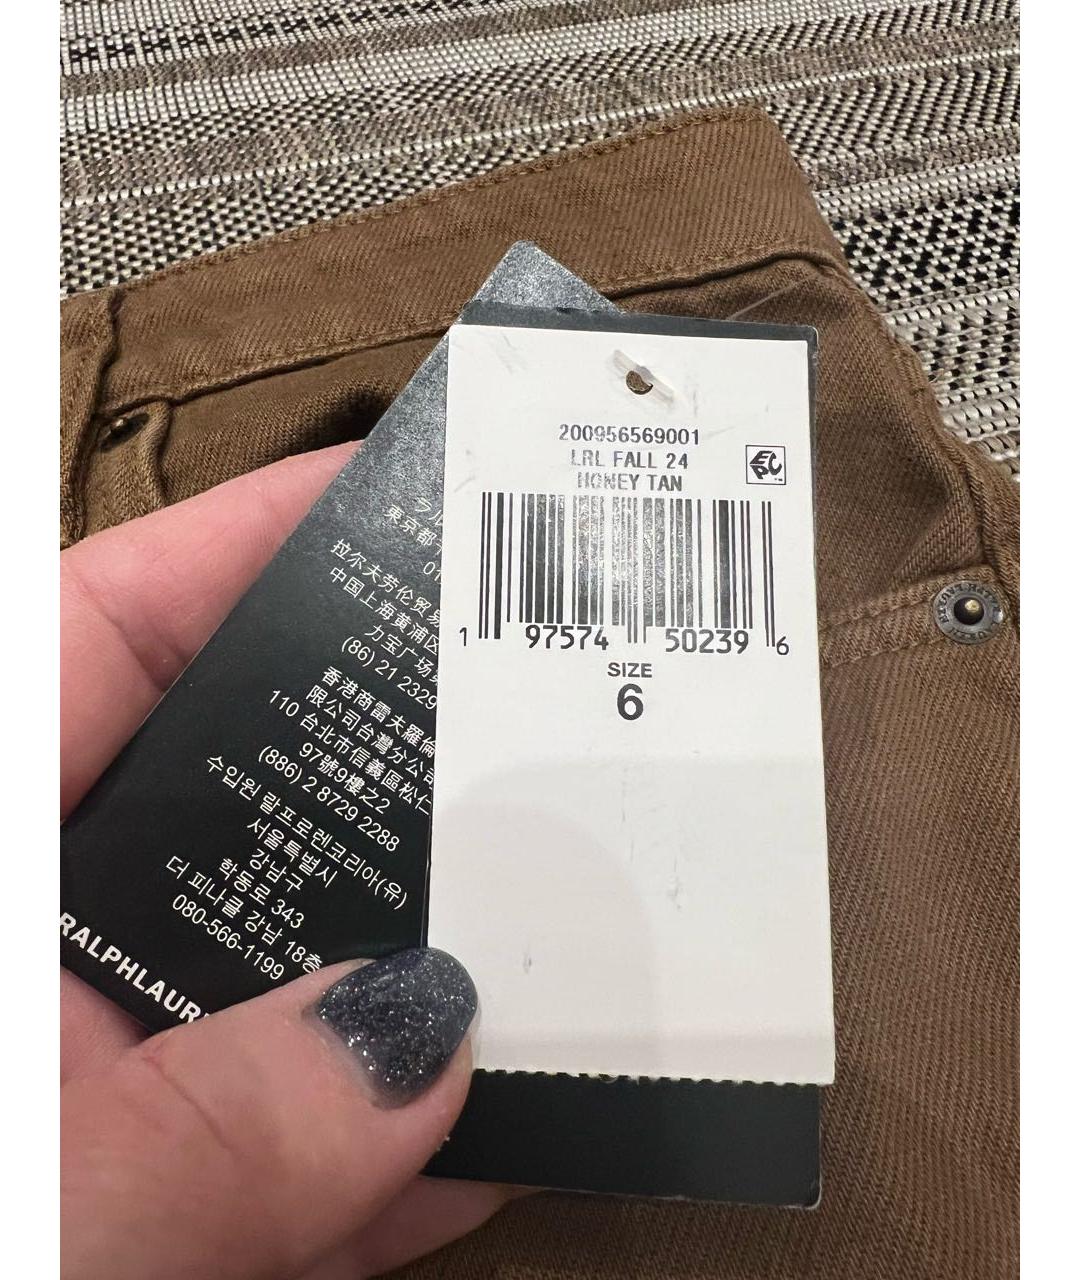 200956569001
LRL FALL 24
HONEY TAN
ECPC
1 97574 50239 6
SIZE
6
東京都
01
拉尔夫劳伦贸易
中国上海黄浦区
力宝广场
(86) 21 2329
香港商雷夫羅倫
限公司台灣分公司
110 台北市信義區松仁
97號9樓之2
(886) 2 8729 2288
수입원 랄프로렌코리아(유)
서울특별시
강남구
학동로 343
더 피나클 강남 18층
080-566-1199
RALPHLAUR